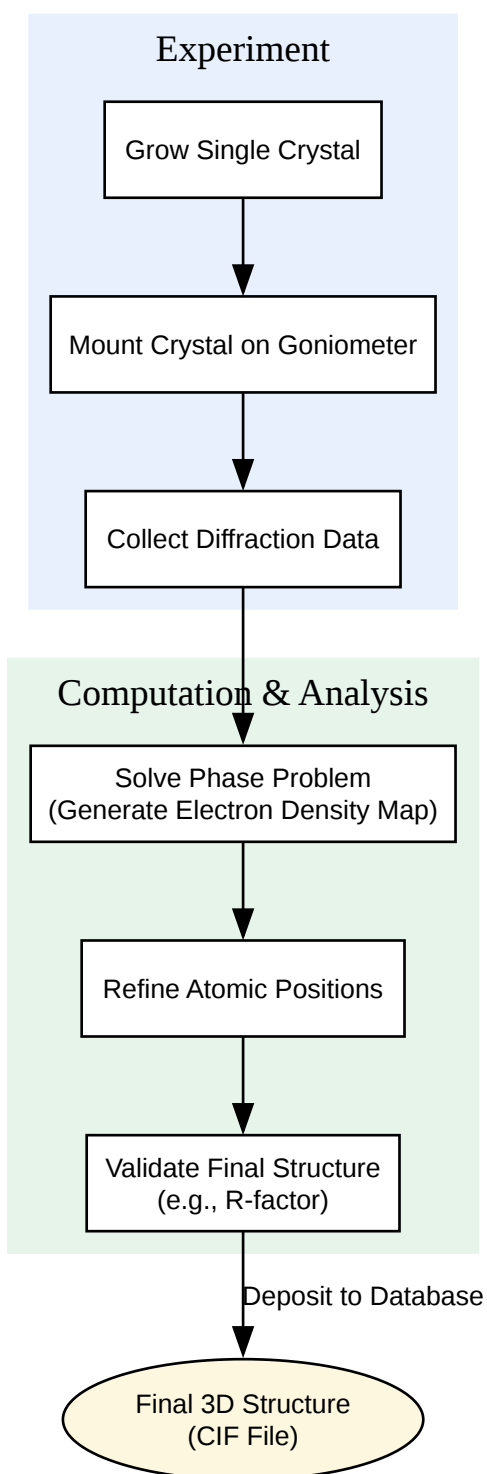 Experiment
Grow Single Crystal
Mount Crystal on Goniometer
Collect Diffraction Data
Computation & Analysis
Solve Phase Problem
(Generate Electron Density Map)
Refine Atomic Positions
Validate Final Structure
(e.g., R-factor)
Deposit to Database
Final 3D Structure
(CIF File)